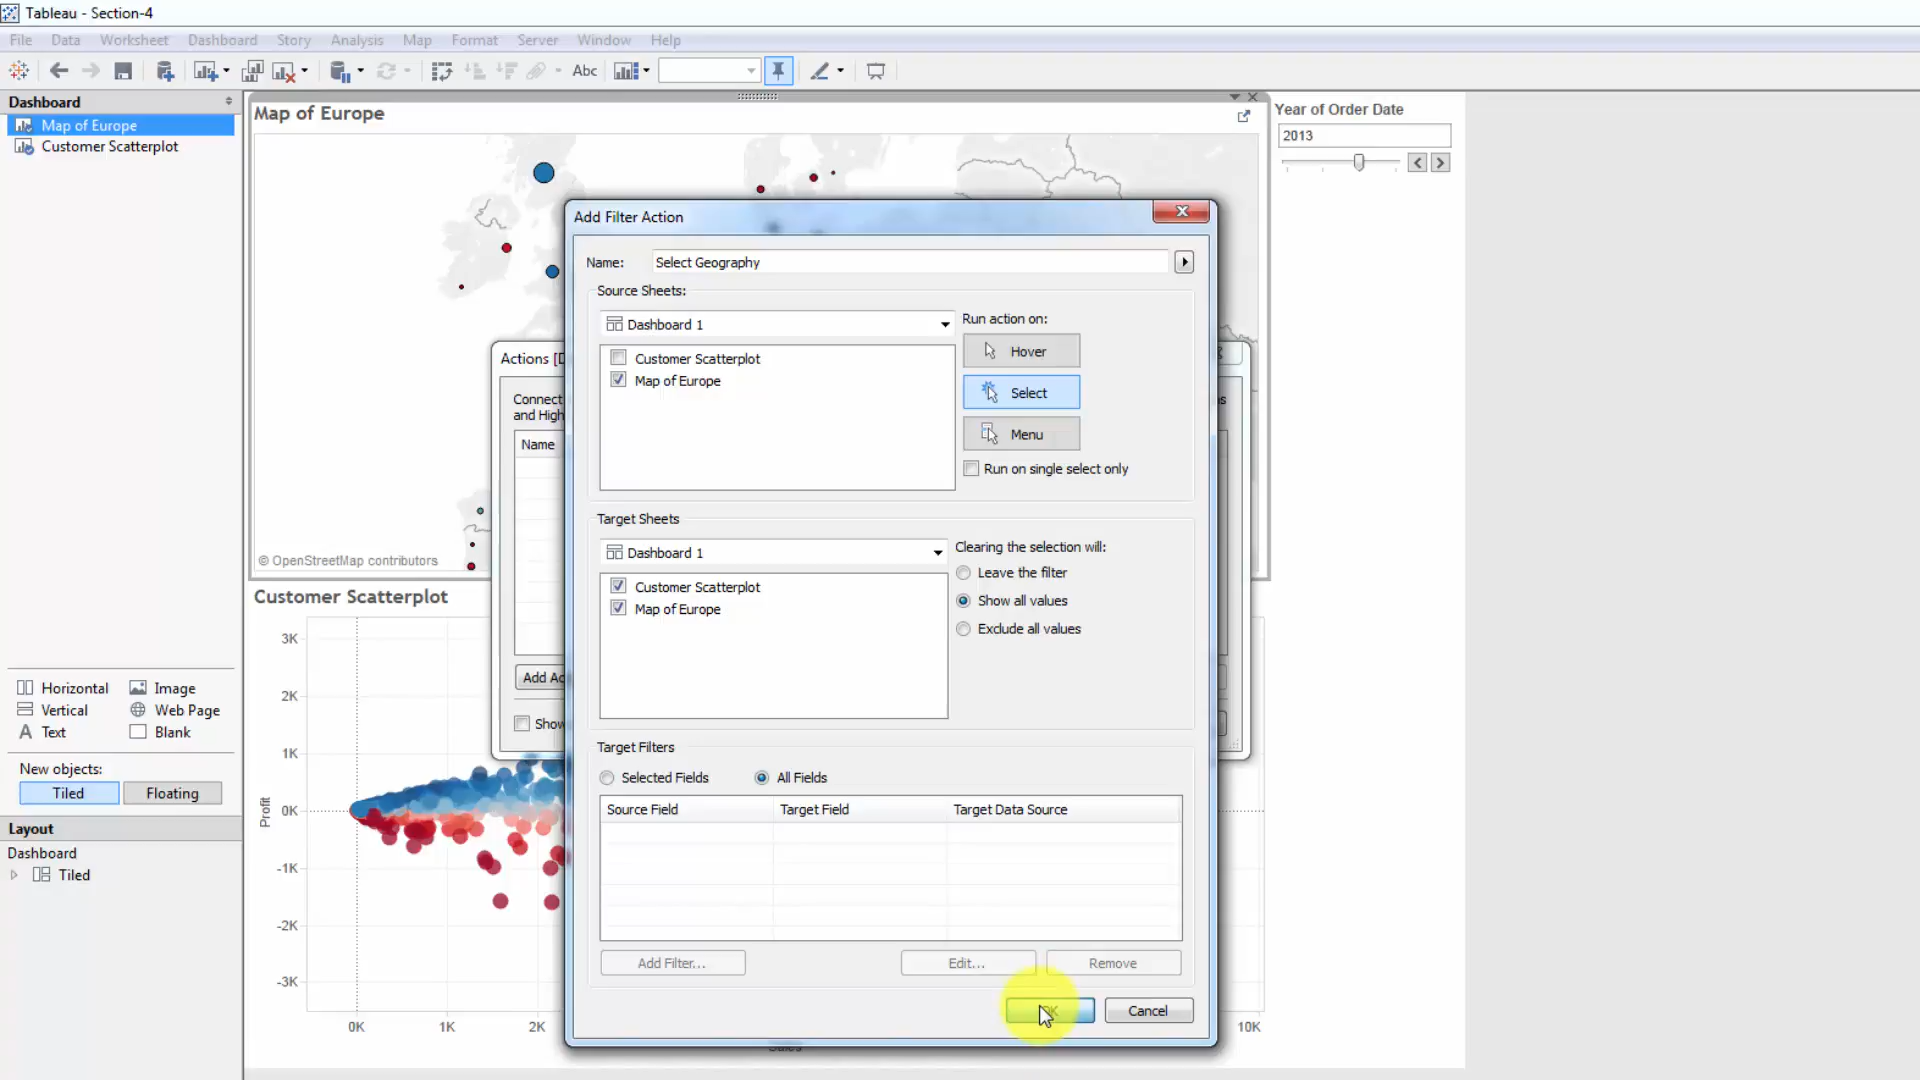 Tableau - Section-4
File Data Worksheet Dashboard Story Analysis Map Format Server Window Help
Abc
Dashboard
Map of Europe
Customer Scatterplot
Horizontal Image
Vertical Web Page
A Text Blank
New objects:
Tiled Floating
Layout
Dashboard
Tiled
Map of Europe
© OpenStreetMap contributors
Year of Order Date
2013
Customer Scatterplot
3K
2K
1K
0K
-1K
-2K
-3K
Profit
0K 1K 2K 10K
Sales
Actions
Connect
and
Name
Add
Add Filter Action
Name: Select Geography
Source Sheets:
Dashboard 1
Customer Scatterplot
Map of Europe
Run action on:
Hover
Select
Menu
Run on single select only
Target Sheets
Dashboard 1
Customer Scatterplot
Map of Europe
Clearing the selection will:
Leave the filter
Show all values
Exclude all values
Target Filters
Selected Fields All Fields
Source Field Target Field Target Data Source
Add Filter... Edit... Remove
Cancel